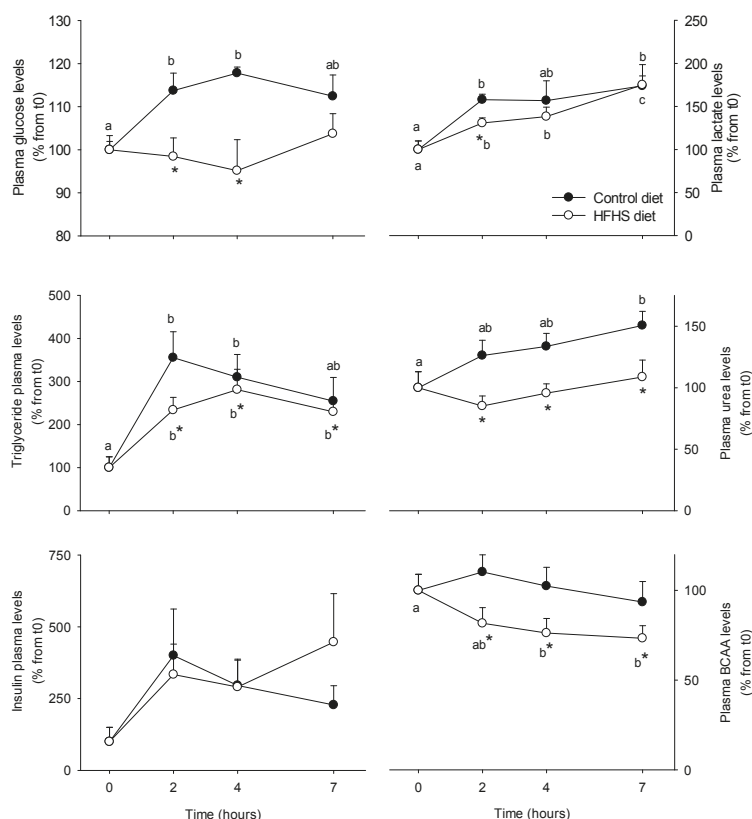 130
120
110
100
90
80
Plasma glucose levels
(% from t0)
a
b
b
ab
*
*
250
200
150
100
50
0
Plasma lactate levels
(% from t0)
a
b
ab
b
a
*b
b
c
Control diet
HFHS diet
500
400
300
200
100
0
Triglyceride plasma levels
(% from t0)
a
b
b
ab
b*
b*
b*
150
100
50
0
Plasma urea levels
(% from t0)
a
ab
ab
b
*
*
*
750
500
250
0
Insulin plasma levels
(% from t0)
0
2
4
7
Time (hours)
100
50
0
Plasma BCAA levels
(% from t0)
a
ab*
b*
b*
0
2
4
7
Time (hours)